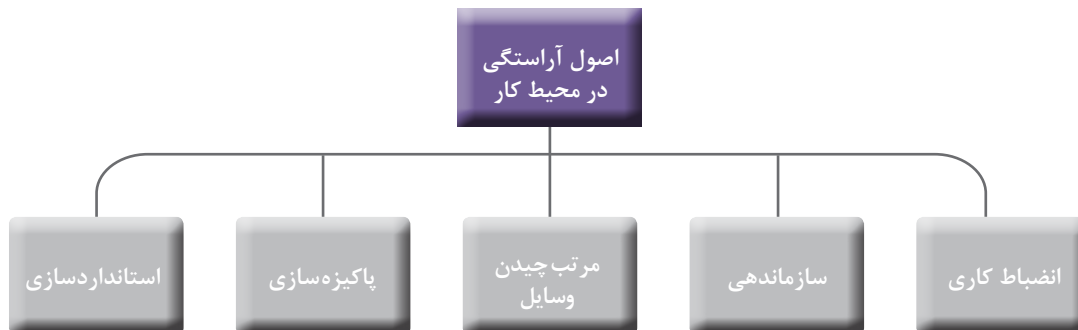 اصول آراستگی
در محیط کار
انضباط کاری
سازماندهی
مرتب چیدن
وسایل
پاکیزه‌سازی
استانداردسازی